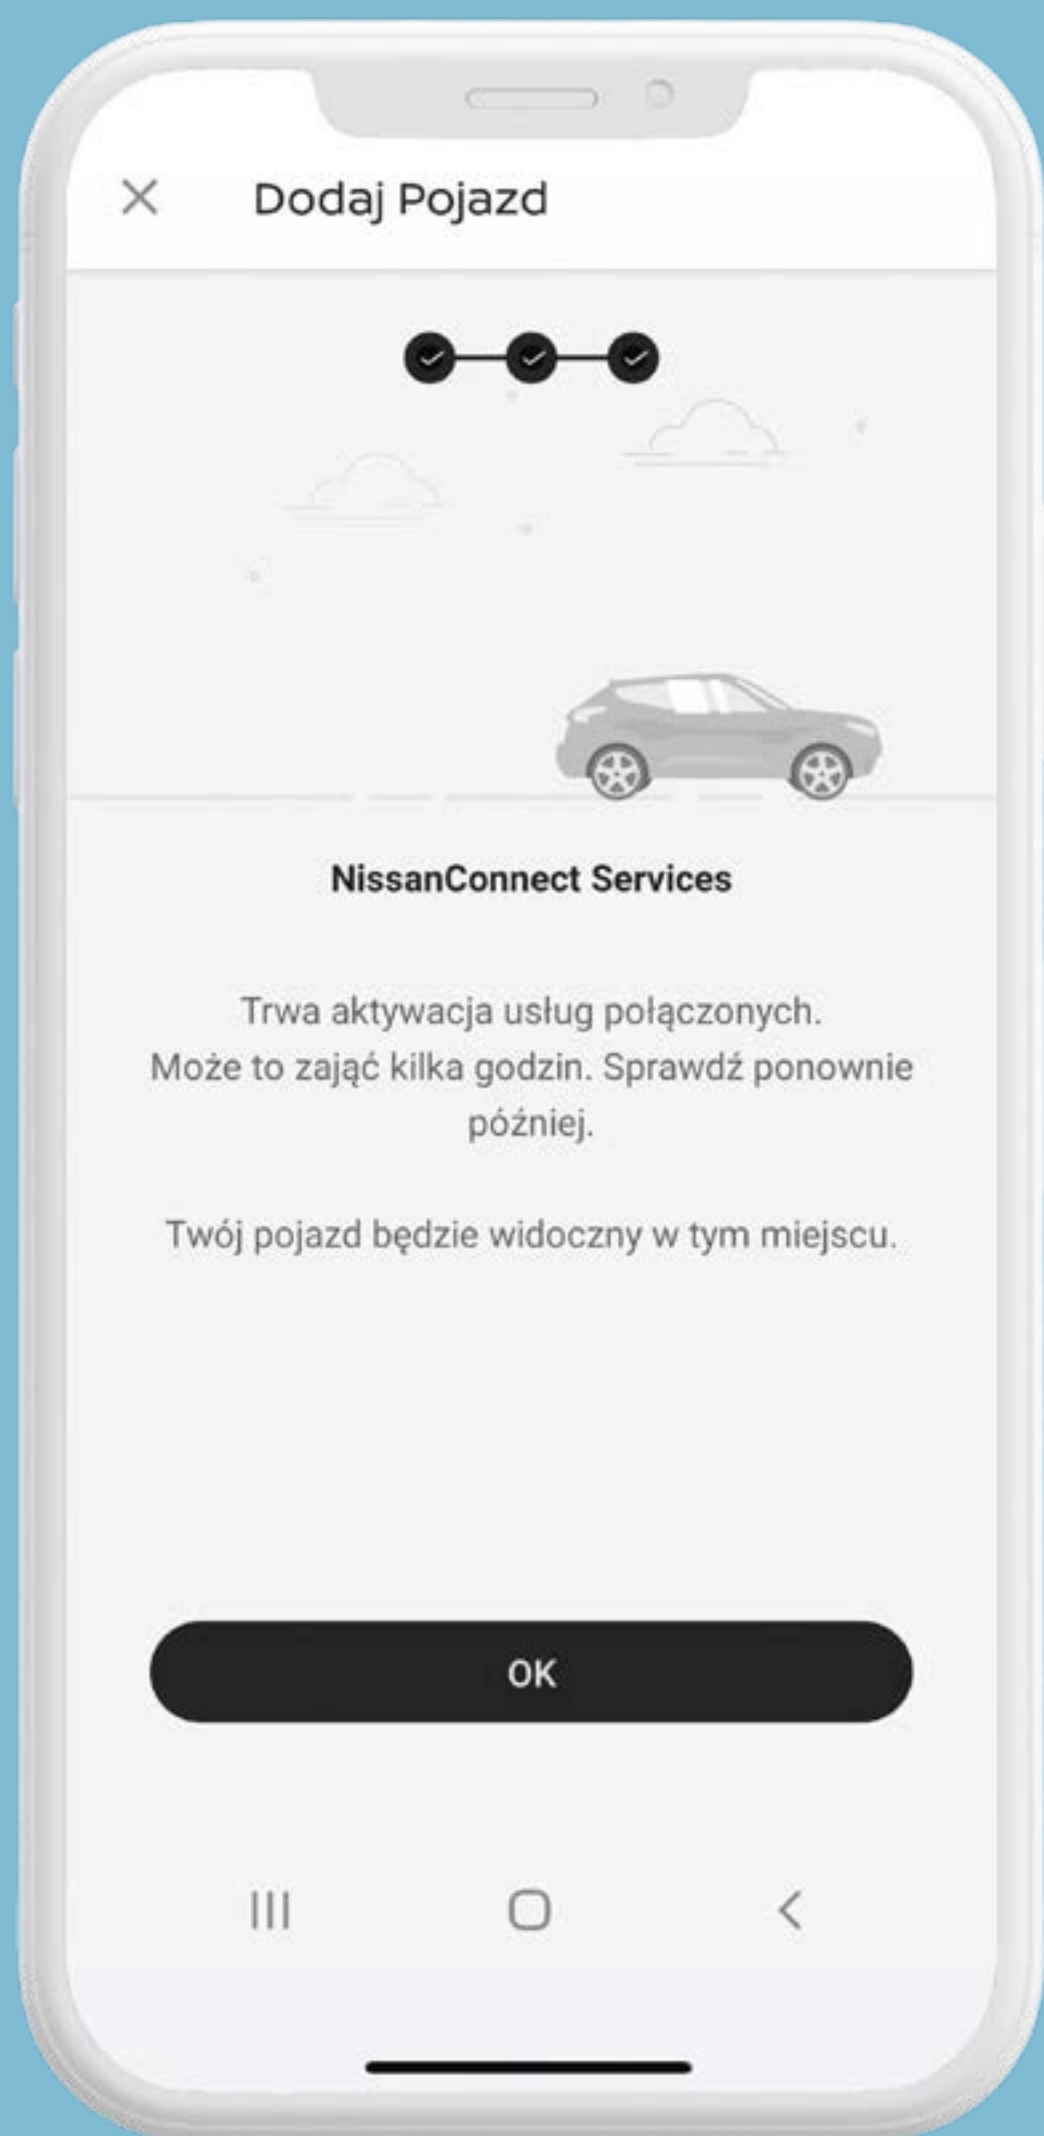 Dodaj Pojazd
NissanConnect Services
Trwa aktywacja usług połączonych.
Może to zająć kilka godzin. Sprawdź ponownie
później.
Twój pojazd będzie widoczny w tym miejscu.
OK